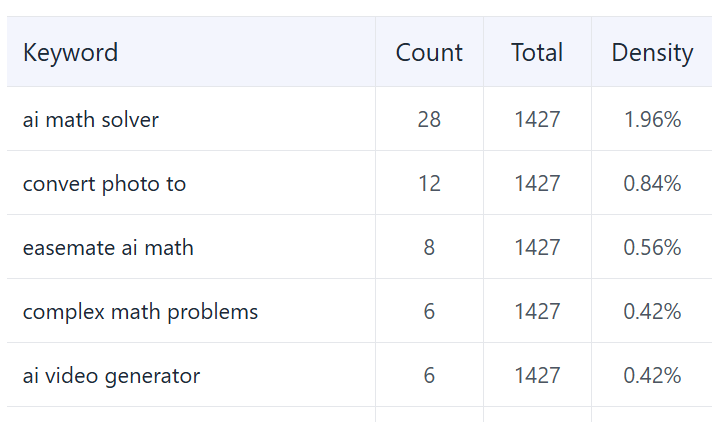 Keyword Count Total Density
ai math solver 28 1427 1.96%
convert photo to 12 1427 0.84%
easemate ai math 8 1427 0.56%
complex math problems 6 1427 0.42%
ai video generator 6 1427 0.42%